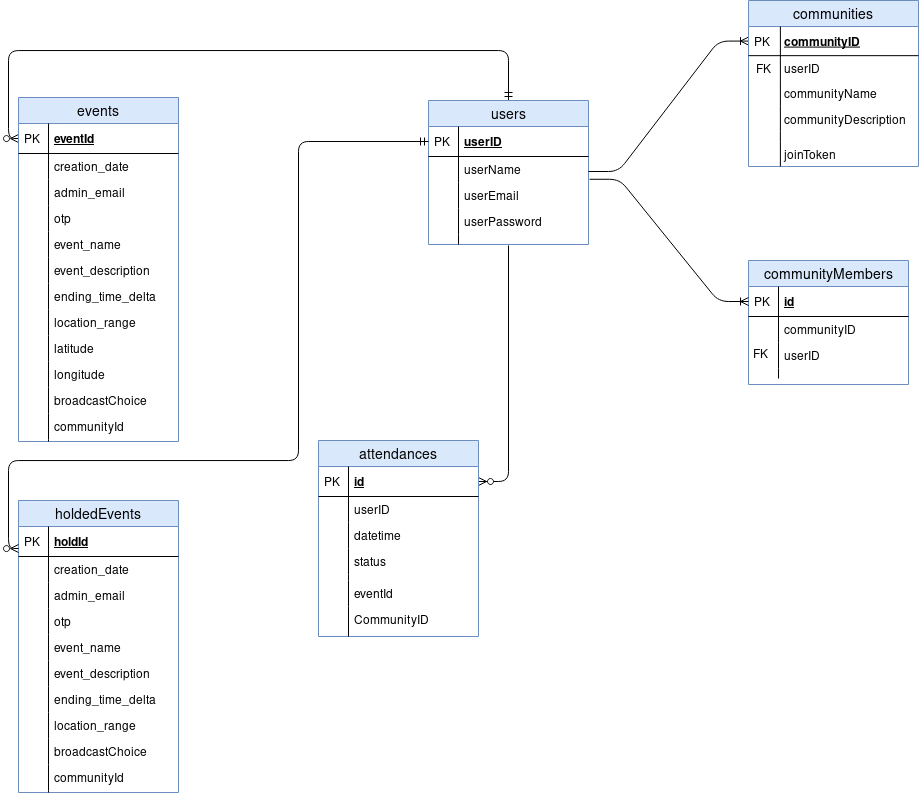 communities
PK communityID
FK userID
communityName
communityDescription
joinToken
events
PK eventId
creation_date
admin_email
otp
event_name
event_description
ending_time_delta
location_range
latitude
longitude
broadcastChoice
communityId
users
PK userID
userName
userEmail
userPassword
communityMembers
PK id
communityID
FK userID
attendances
PK id
userID
datetime
status
eventId
CommunityID
holdedEvents
PK holdId
creation_date
admin_email
otp
event_name
event_description
ending_time_delta
location_range
broadcastChoice
communityId